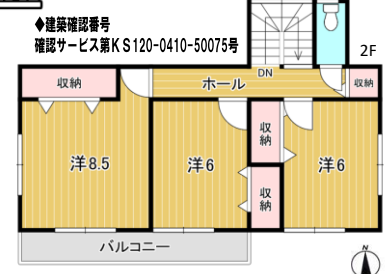 ◆建築確認番号
確認サービス第KS120-0410-50075号
2F
収納
ホール
DN
収納
収納
洋8.5
洋6
洋6
収納
バルコニー
N